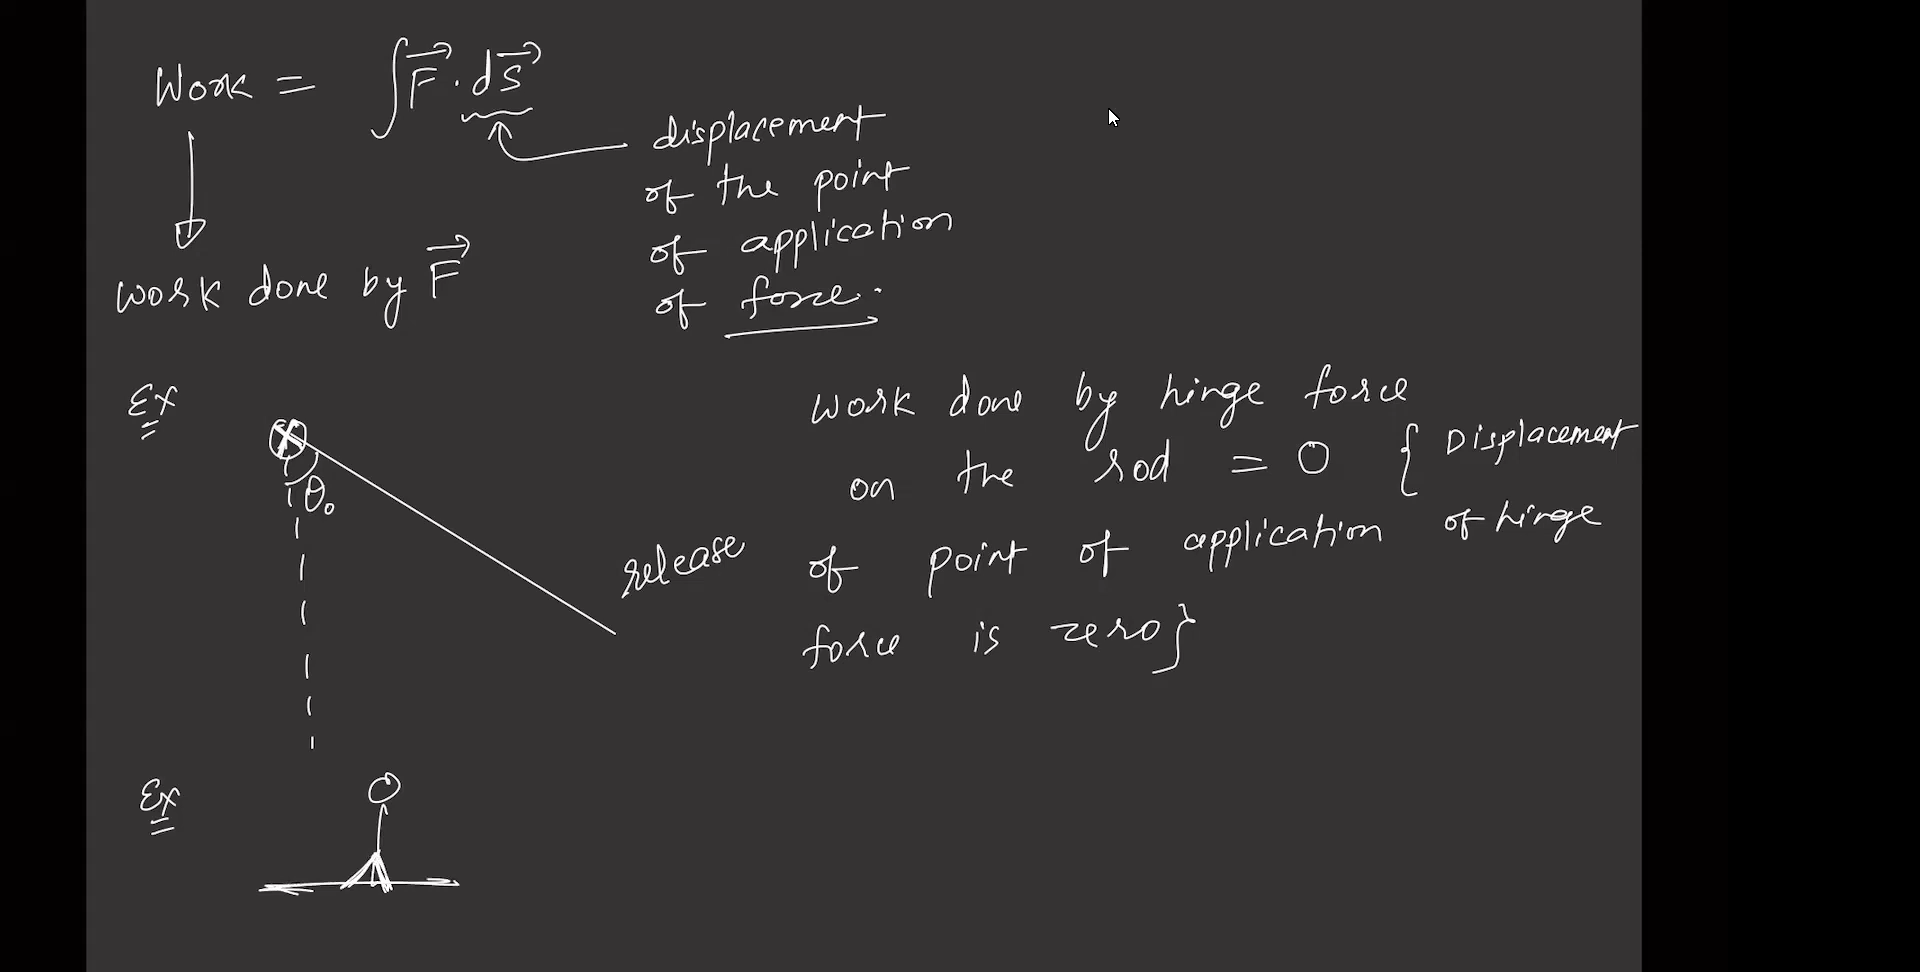 Work = ∫F⃗ . ds⃗
displacement
of the point
of application
of force.
work done by F⃗
Ex
θ₀
release
work done by hinge force
on the rod = 0 { Displacement
of point of application of hinge
force is zero}
Ex